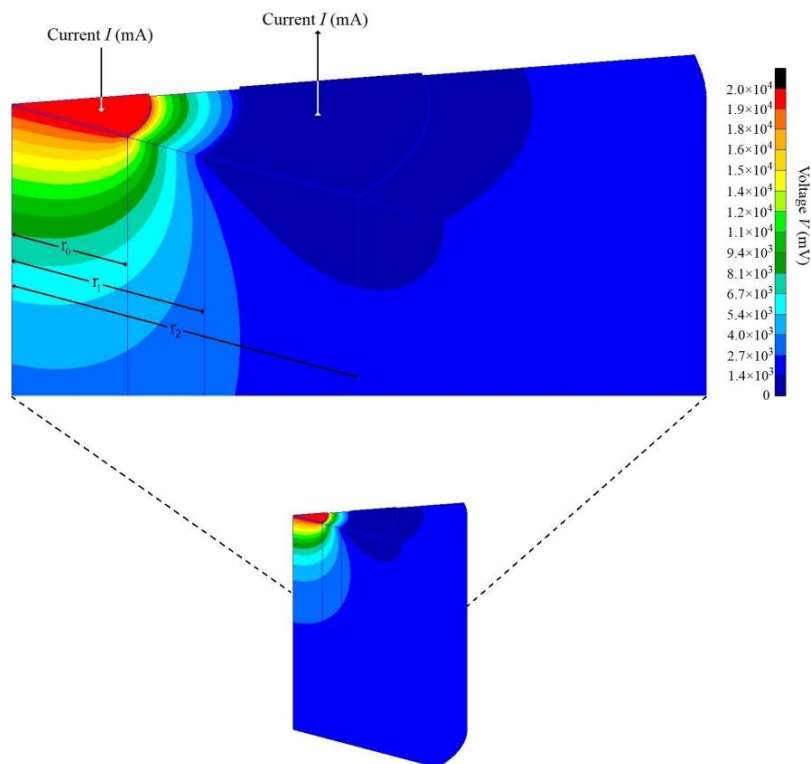 Current I (mA)
Current I (mA)
2.0×10⁴
1.9×10⁴
1.8×10⁴
1.6×10⁴
1.5×10⁴
1.4×10⁴
1.2×10⁴
1.1×10⁴
9.4×10³
8.1×10³
6.7×10³
5.4×10³
4.0×10³
2.7×10³
1.4×10³
0
Voltage V (mV)
r₀
r₁
r₂